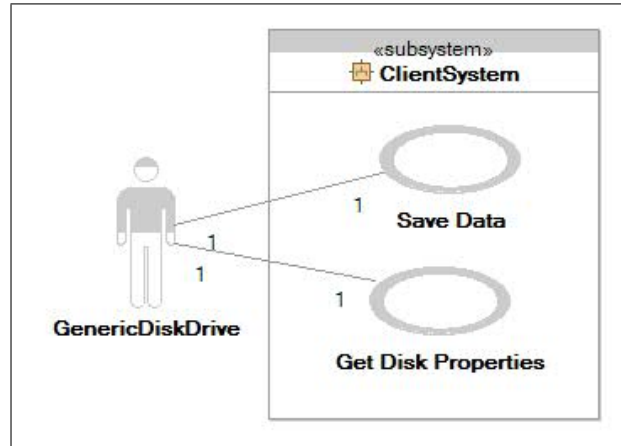 «subsystem»
ClientSystem
1
Save Data
1
1
1
GenericDiskDrive
Get Disk Properties